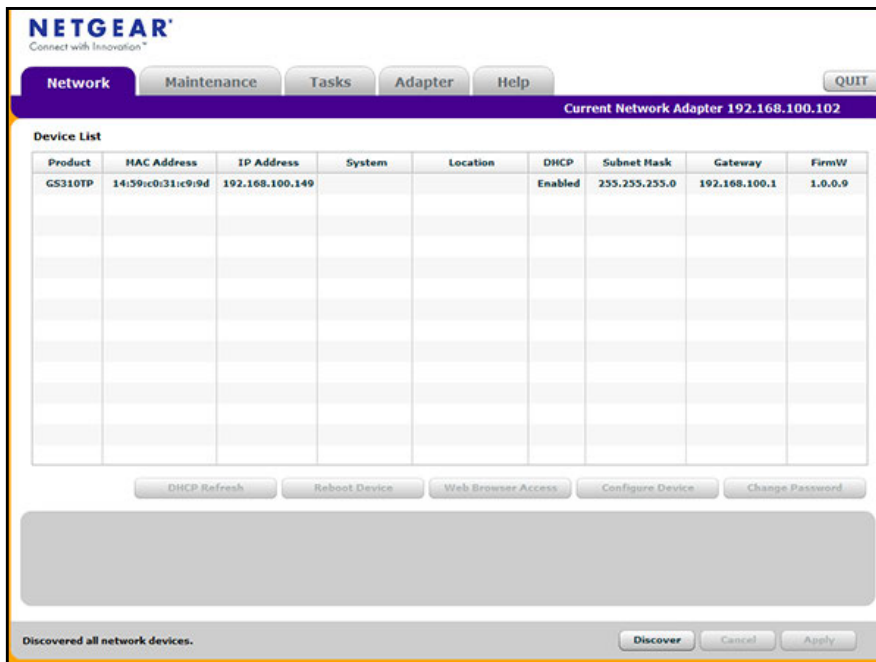 NETGEAR®
Connect with Innovation™
Network Maintenance Tasks Adapter Help QUIT
Current Network Adapter 192.168.100.102
Device List
Product MAC Address IP Address System Location DHCP Subnet Mask Gateway FirmW
GS310TP 14:59:c0:31:c9:9d 192.168.100.149 Enabled 255.255.255.0 192.168.100.1 1.0.0.9
DHCP Refresh Reboot Device Web Browser Access Configure Device Change Password
Discovered all network devices. Discover Cancel Apply